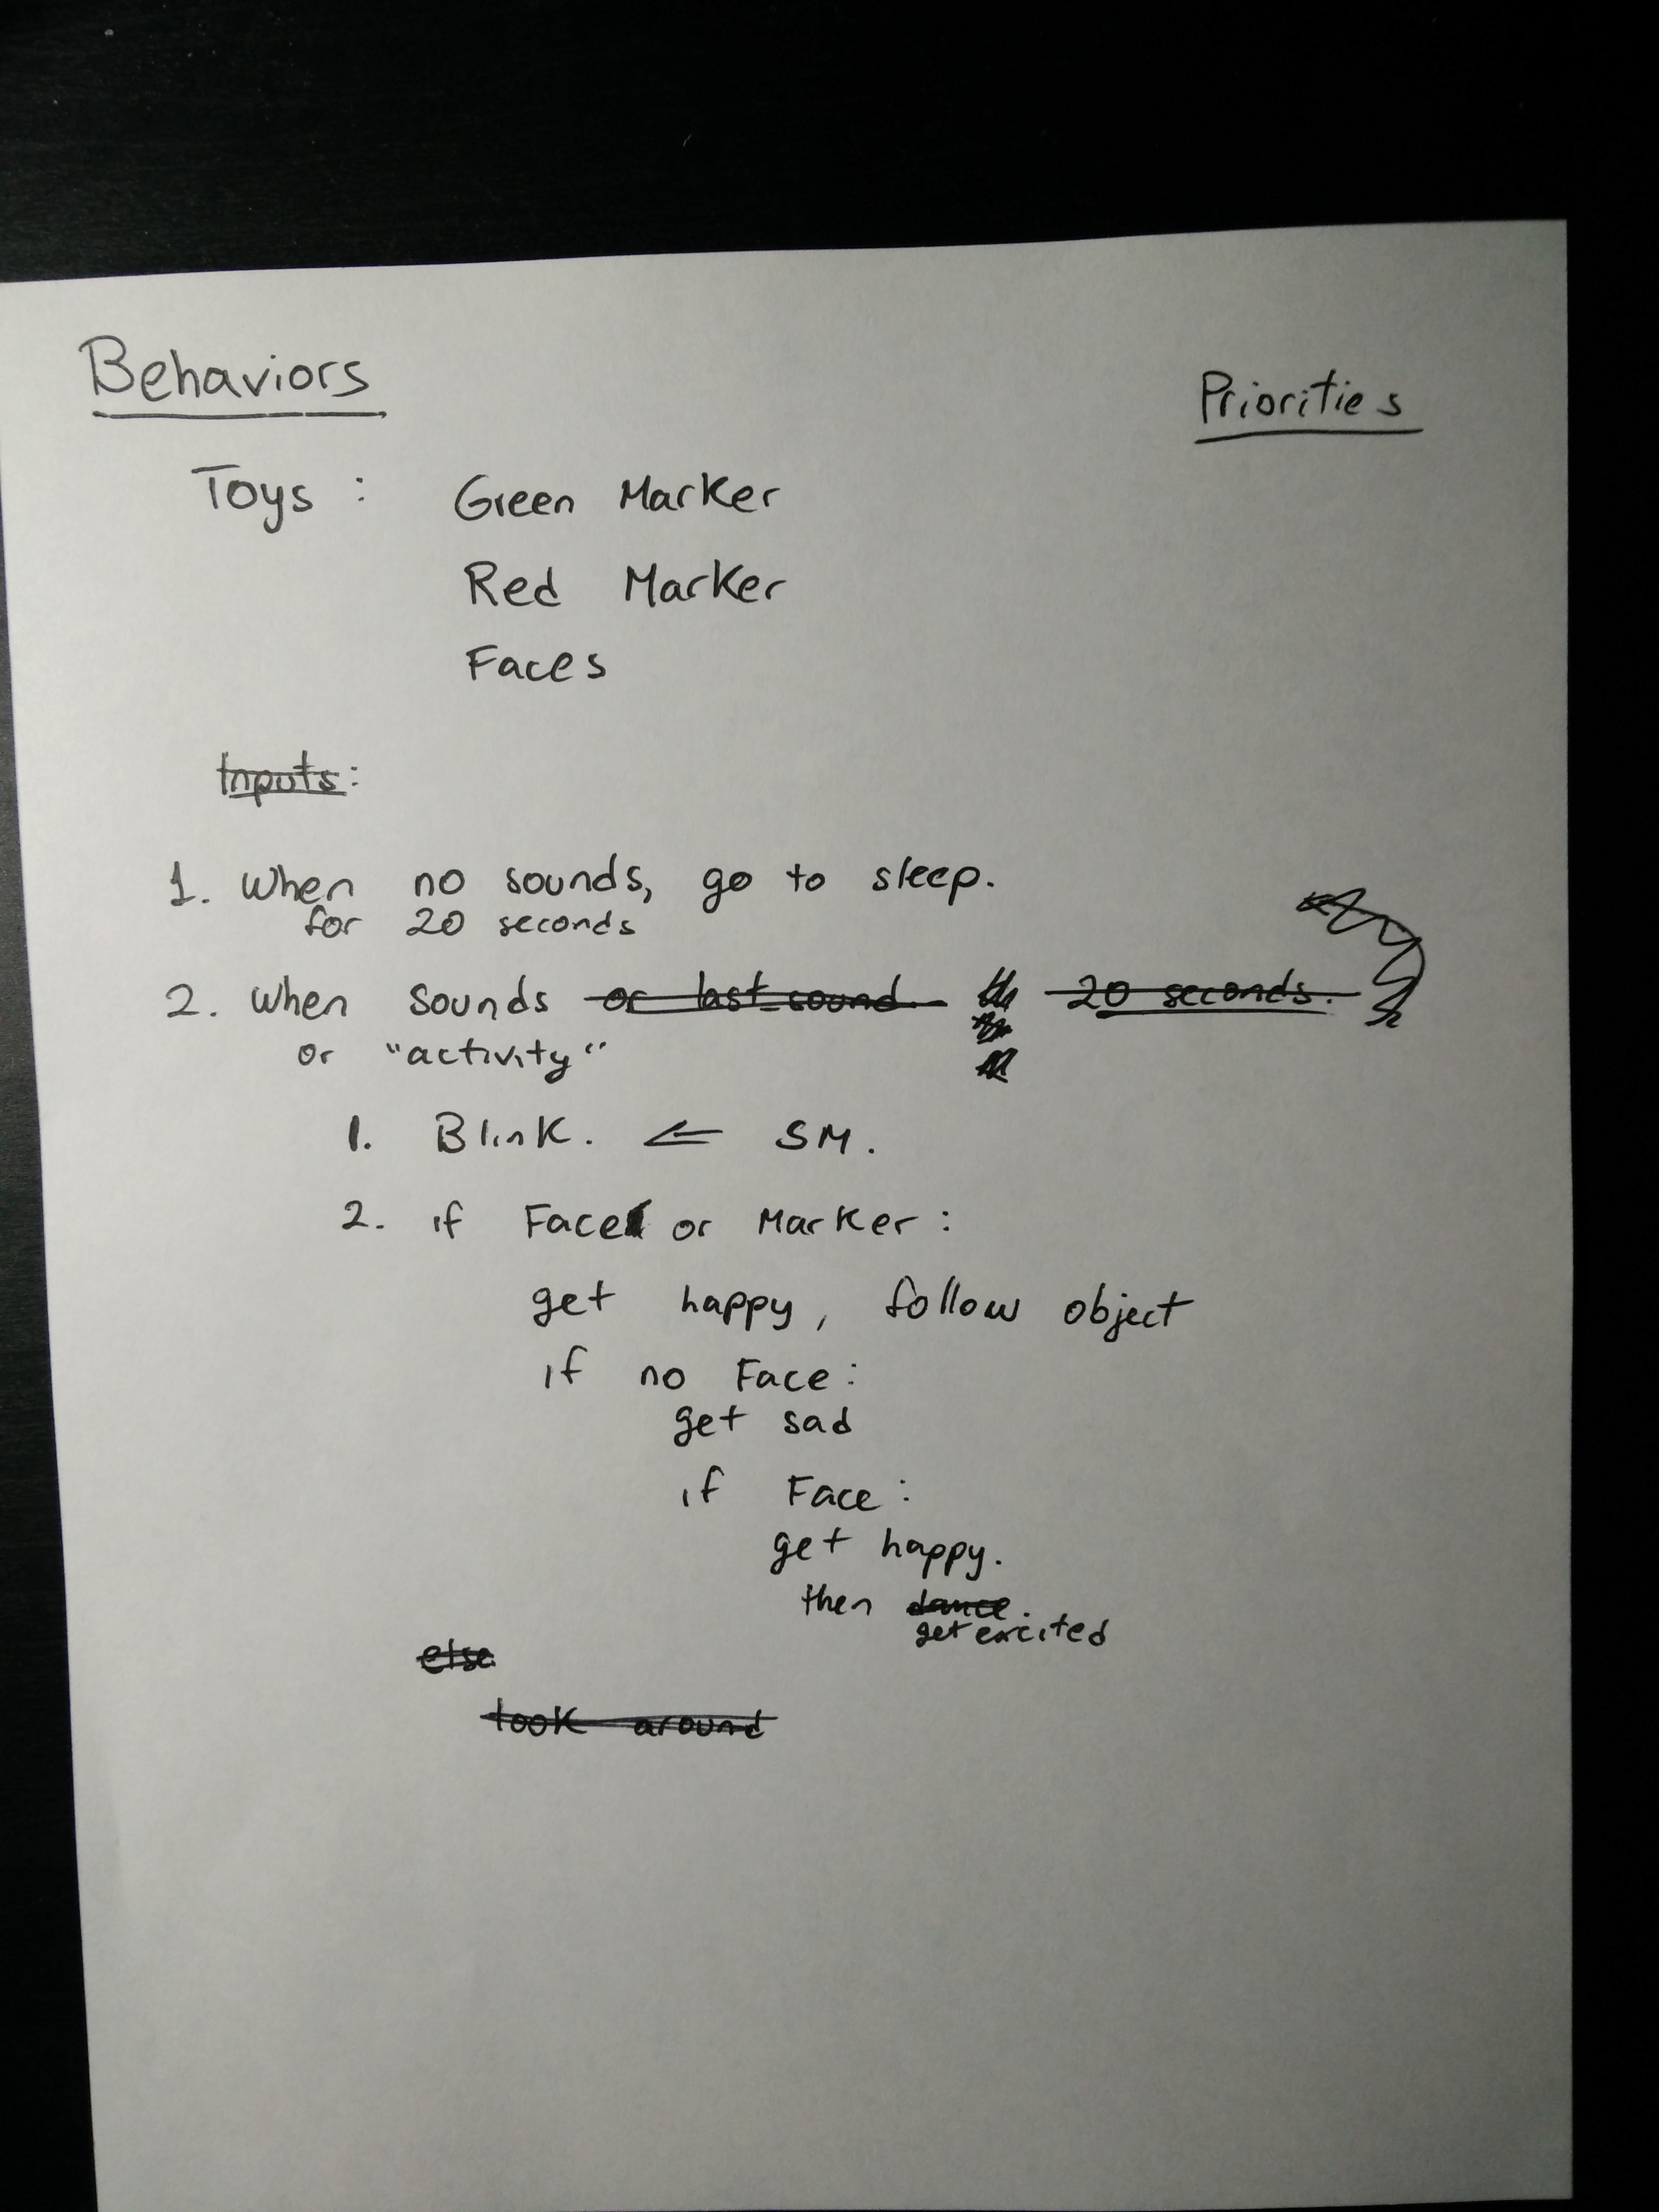 Behaviors
Priorities
Toys : Green Marker
Red Marker
Faces
Inputs:
1. When no sounds, go to sleep.
for 20 seconds
2. When sounds or last sound 20 seconds.
or "activity"
1. Blink. ⇐ SM.
2. if Face or Marker :
get happy, follow object
if no Face :
get sad
if Face :
get happy.
then dance.
get excited
else
look around